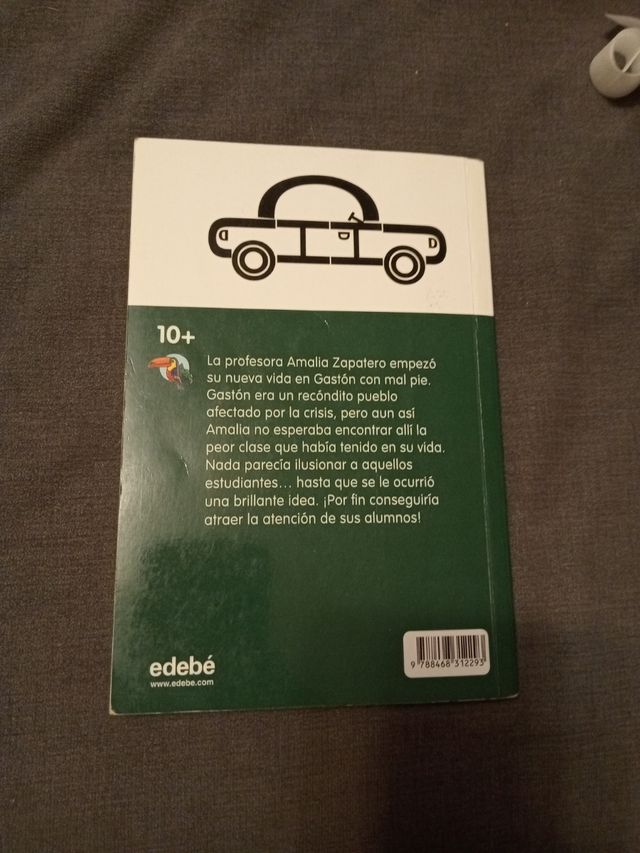 10+
La profesora Amalia Zapatero empezó
su nueva vida en Gastón con mal pie.
Gastón era un recóndito pueblo
afectado por la crisis, pero aun así
Amalia no esperaba encontrar allí la
peor clase que había tenido en su vida.
Nada parecía ilusionar a aquellos
estudiantes... hasta que se le ocurrió
una brillante idea. ¡Por fin conseguiría
atraer la atención de sus alumnos!
edebé
www.edebe.com
9 788468 312293